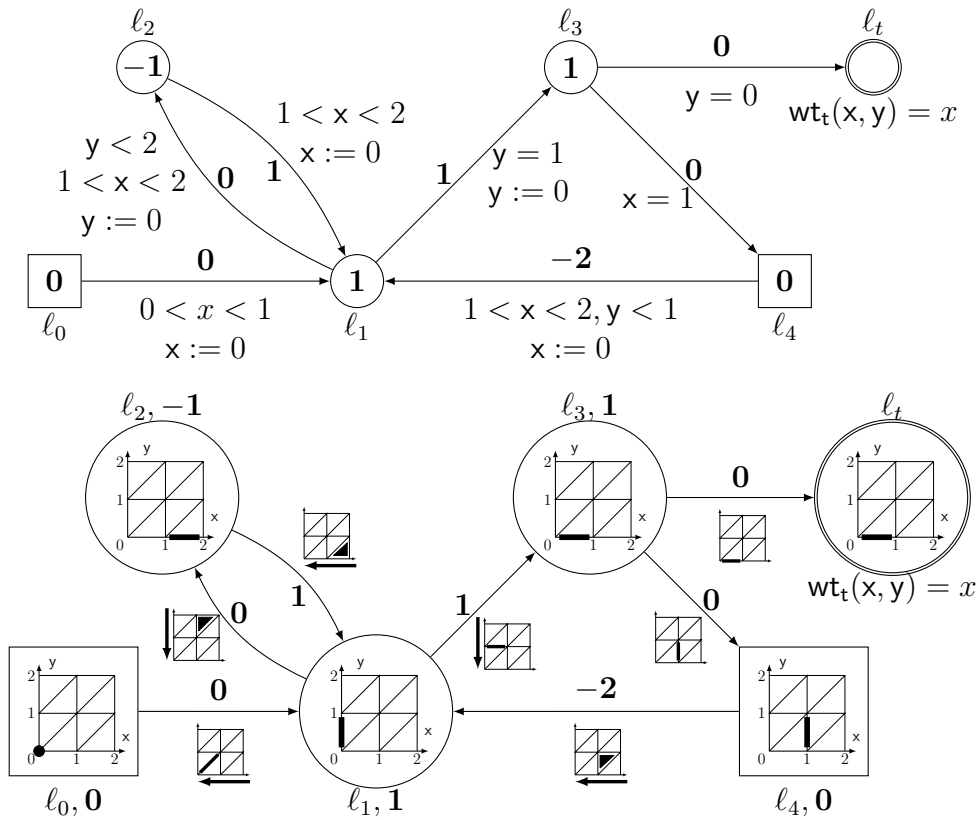 ℓ₂ ℓ₃ ℓₜ
−1 1 0
y = 0
wtₜ(x, y) = x
1 < x < 2
x := 0
y < 2
1 < x < 2
y := 0
0 1
1 y = 1
y := 0
0
x = 1
0 0 1 −2 0
ℓ₀ 0 < x < 1 ℓ₁ 1 < x < 2, y < 1 ℓ₄
x := 0 x := 0
ℓ₂, −1 ℓ₃, 1 ℓₜ
y y y
2 2 2
1 1 1
x x x
0 1 2 0 1 2 0 1 2
0
wtₜ(x, y) = x
0 1 1 0
0 −2
y y y
2 2 2
1 1 1
x x x
0 1 2 0 1 2 0 1 2
ℓ₀, 0 ℓ₁, 1 ℓ₄, 0